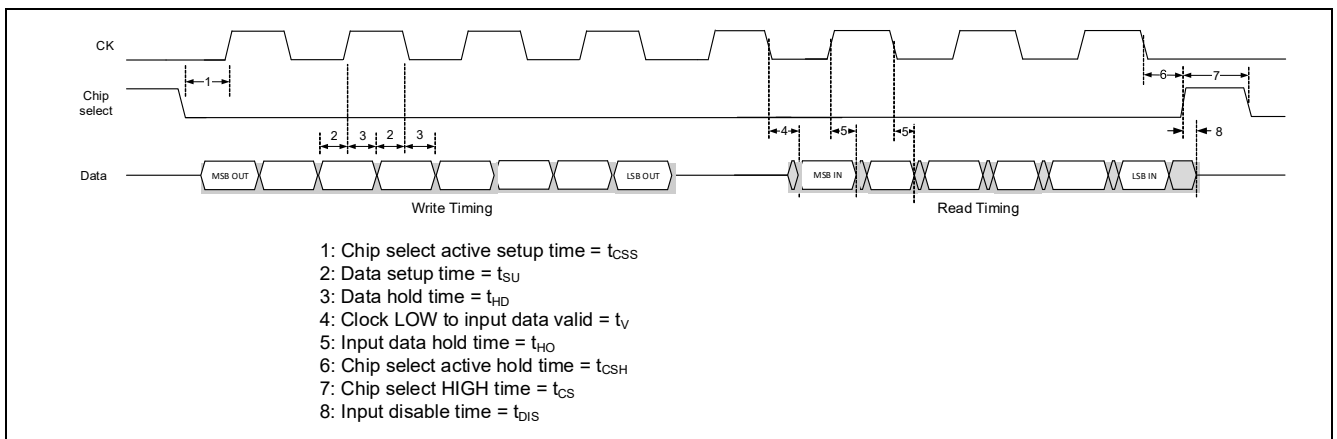 CK
1
6
7
Chip
select
2
3
2
3
4
5
5
8
Data
MSB OUT
LSB OUT
MSB IN
LSB IN
Write Timing
Read Timing
1: Chip select active setup time = tCSS
2: Data setup time = tSU
3: Data hold time = tHD
4: Clock LOW to input data valid = tV
5: Input data hold time = tHO
6: Chip select active hold time = tCSH
7: Chip select HIGH time = tCS
8: Input disable time = tDIS